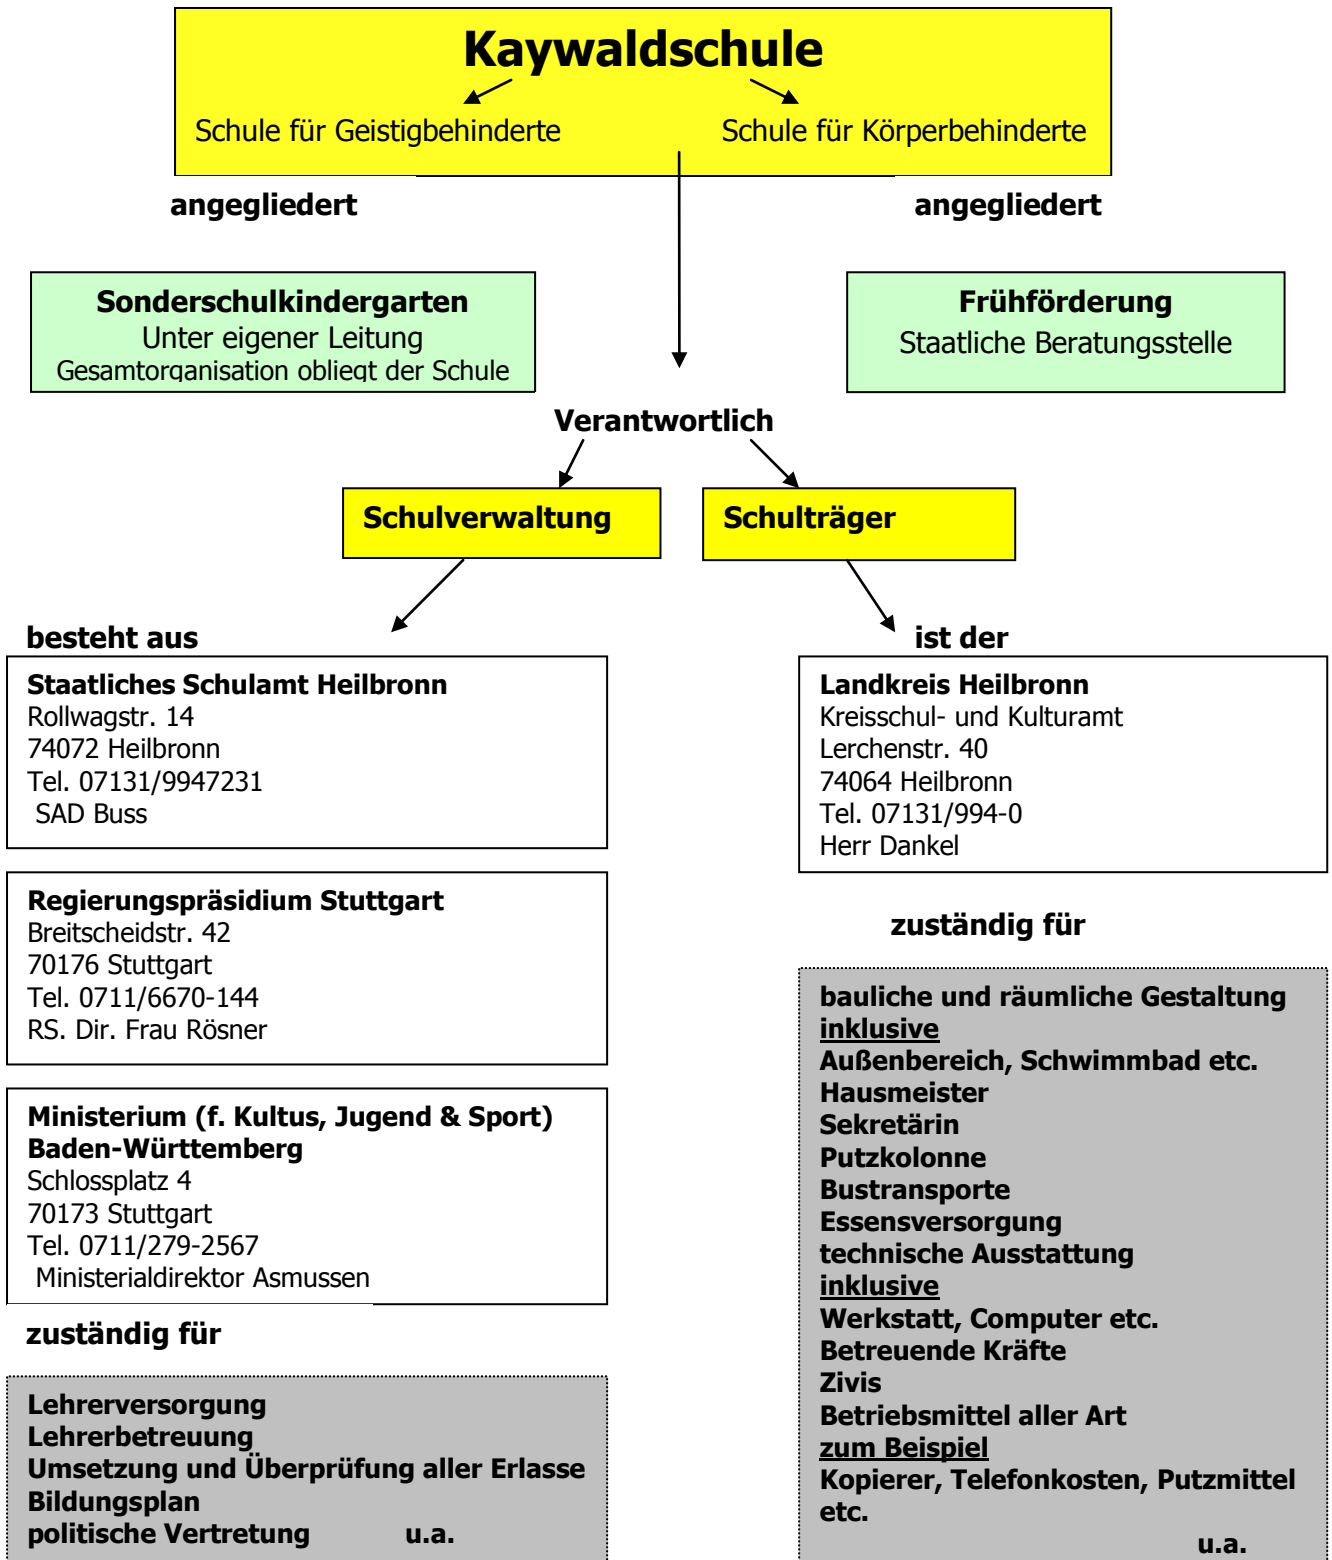 Kaywaldschule
Schule für Geistigbehinderte
Schule für Körperbehinderte
angegliedert
angegliedert
Sonderschulkindergarten
Unter eigener Leitung
Gesamtorganisation obliegt der Schule
Frühförderung
Staatliche Beratungsstelle
Verantwortlich
Schulverwaltung
Schulträger
besteht aus
Staatliches Schulamt Heilbronn
Rollwagstr. 14
74072 Heilbronn
Tel. 07131/9947231
SAD Buss
Regierungspräsidium Stuttgart
Breitscheidstr. 42
70176 Stuttgart
Tel. 0711/6670-144
RS. Dir. Frau Rösner
Ministerium (f. Kultus, Jugend & Sport)
Baden-Württemberg
Schlossplatz 4
70173 Stuttgart
Tel. 0711/279-2567
Ministerialdirektor Asmussen
zuständig für
Lehrerversorgung
Lehrerbetreuung
Umsetzung und Überprüfung aller Erlasse
Bildungsplan
politische Vertretung u.a.
ist der
Landkreis Heilbronn
Kreisschul- und Kulturamt
Lerchenstr. 40
74064 Heilbronn
Tel. 07131/994-0
Herr Dankel
zuständig für
bauliche und räumliche Gestaltung
inklusive
Außenbereich, Schwimmbad etc.
Hausmeister
Sekretärin
Putzkolonne
Bustransporte
Essensversorgung
technische Ausstattung
inklusive
Werkstatt, Computer etc.
Betreuende Kräfte
Zivis
Betriebsmittel aller Art
zum Beispiel
Kopierer, Telefonkosten, Putzmittel
etc.
u.a.